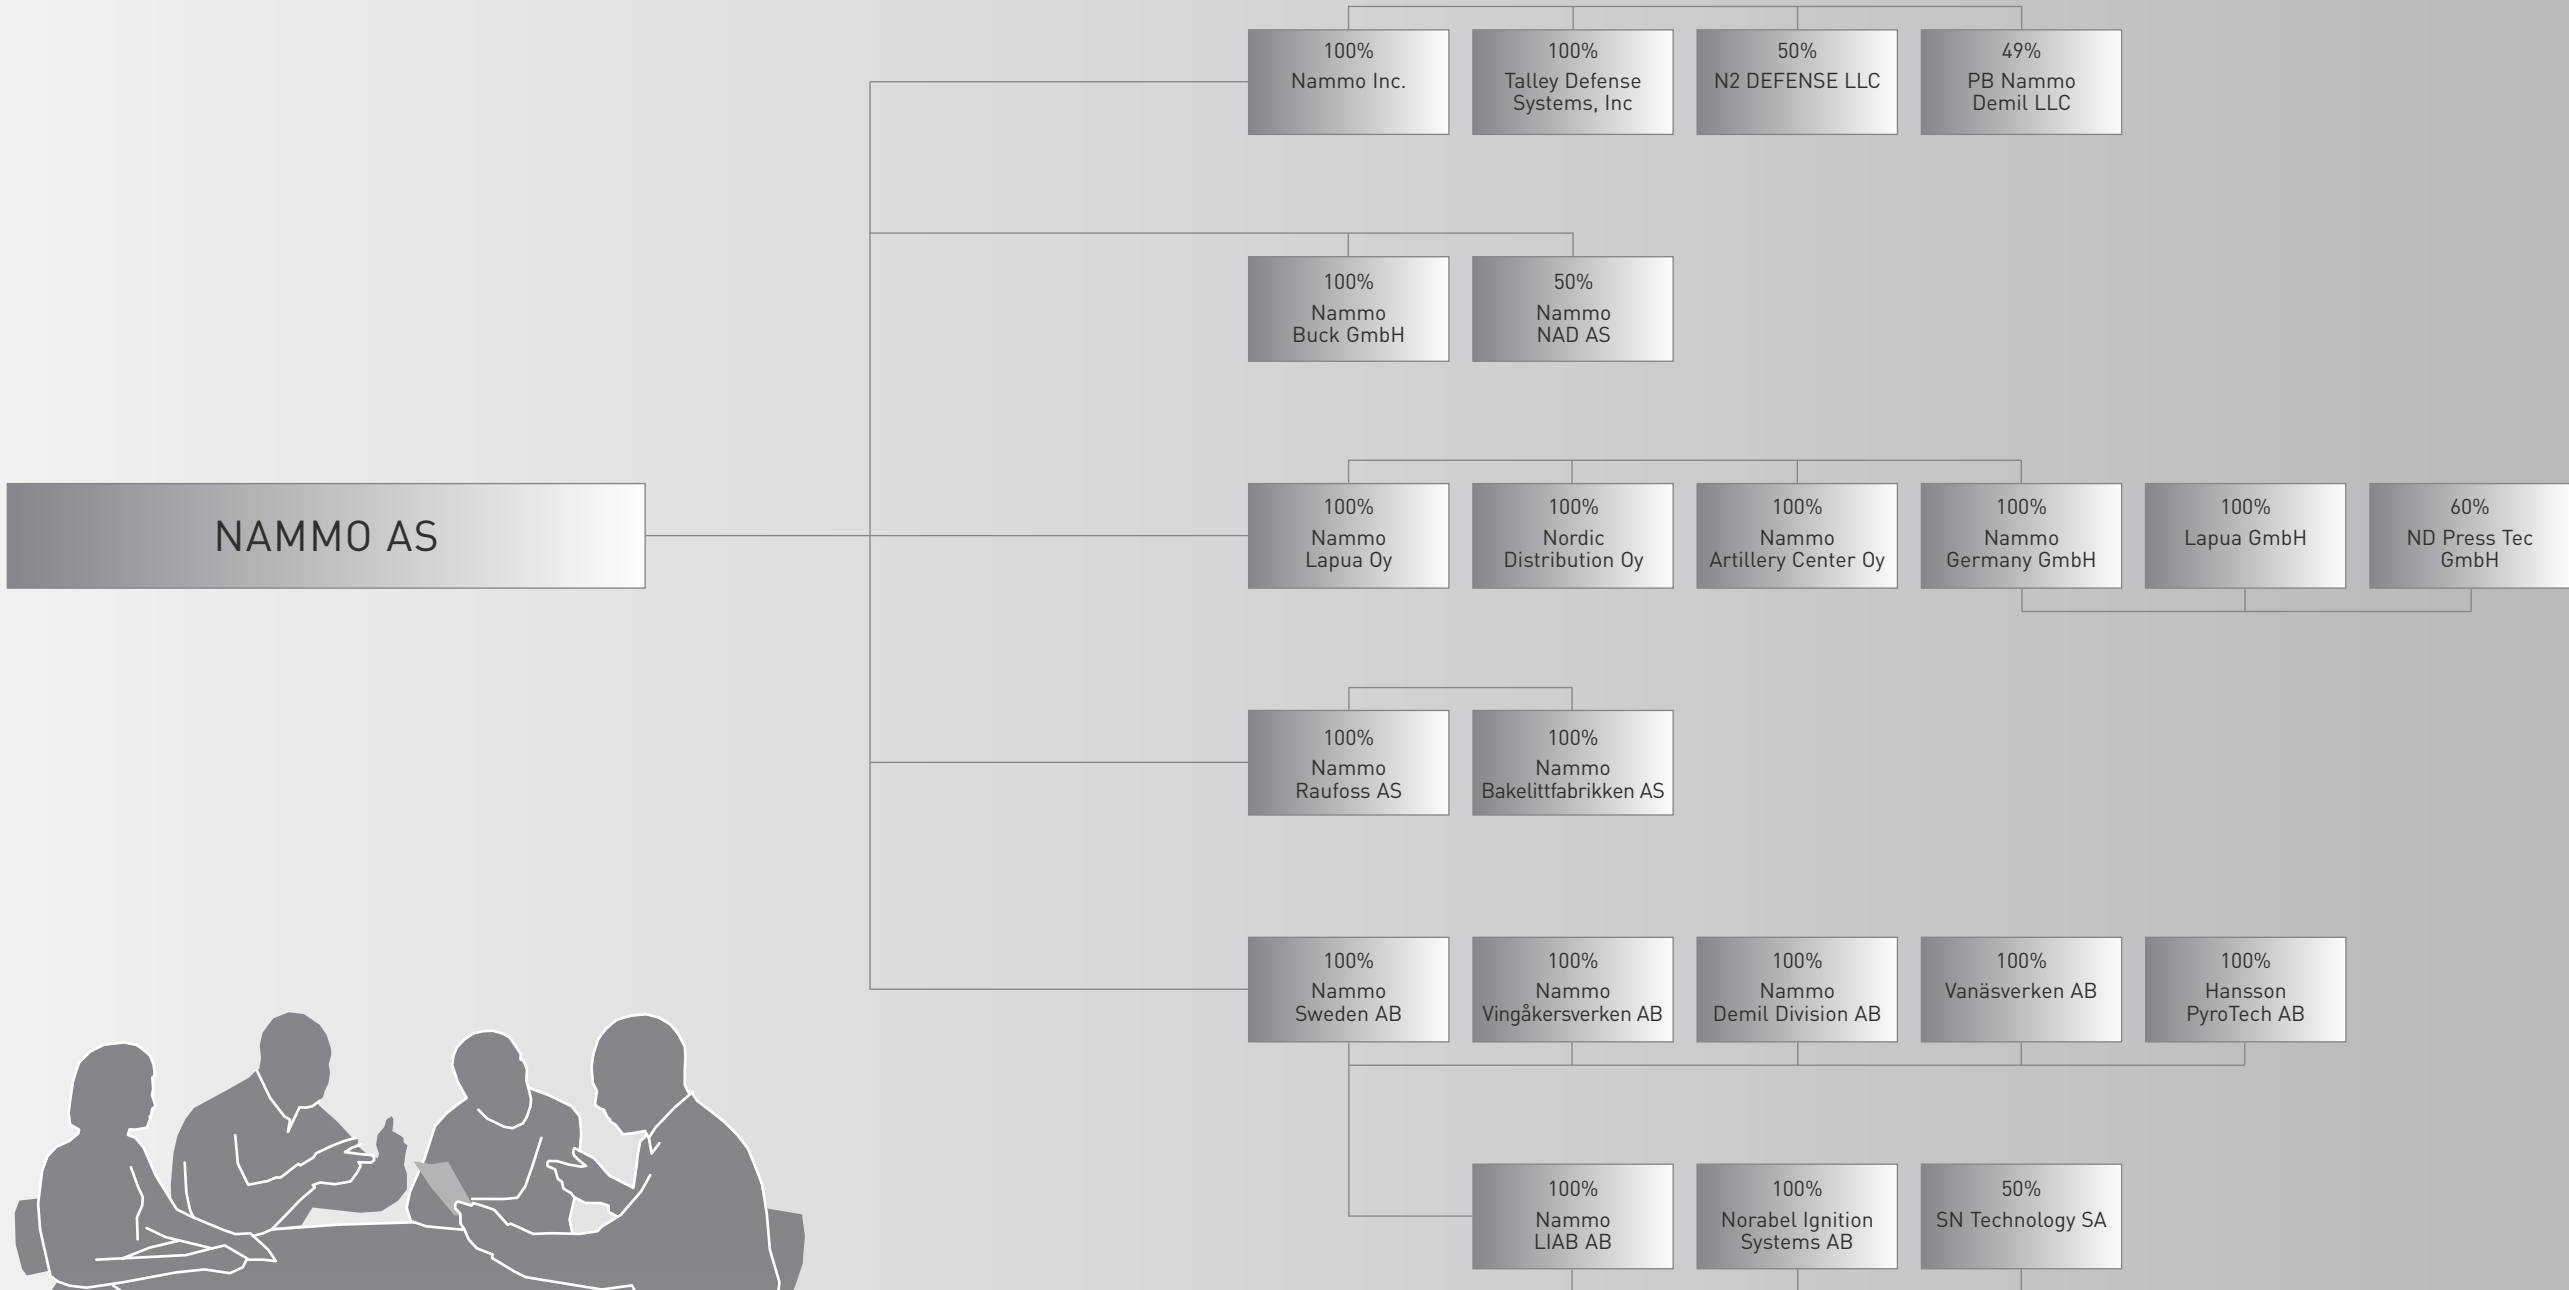 100%
Nammo Inc.
100%
Talley Defense
Systems, Inc
50%
N2 DEFENSE LLC
49%
PB Nammo
Demil LLC
100%
Nammo
Buck GmbH
50%
Nammo
NAD AS
NAMMO AS
100%
Nammo
Lapua Oy
100%
Nordic
Distribution Oy
100%
Nammo
Artillery Center Oy
100%
Nammo
Germany GmbH
100%
Lapua GmbH
60%
ND Press Tec
GmbH
100%
Nammo
Raufoss AS
100%
Nammo
Bakelittfabrikken AS
100%
Nammo
Sweden AB
100%
Nammo
Vingåkersverken AB
100%
Nammo
Demil Division AB
100%
Vanäsverken AB
100%
Hansson
PyroTech AB
100%
Nammo
LIAB AB
100%
Norabel Ignition
Systems AB
50%
SN Technology SA